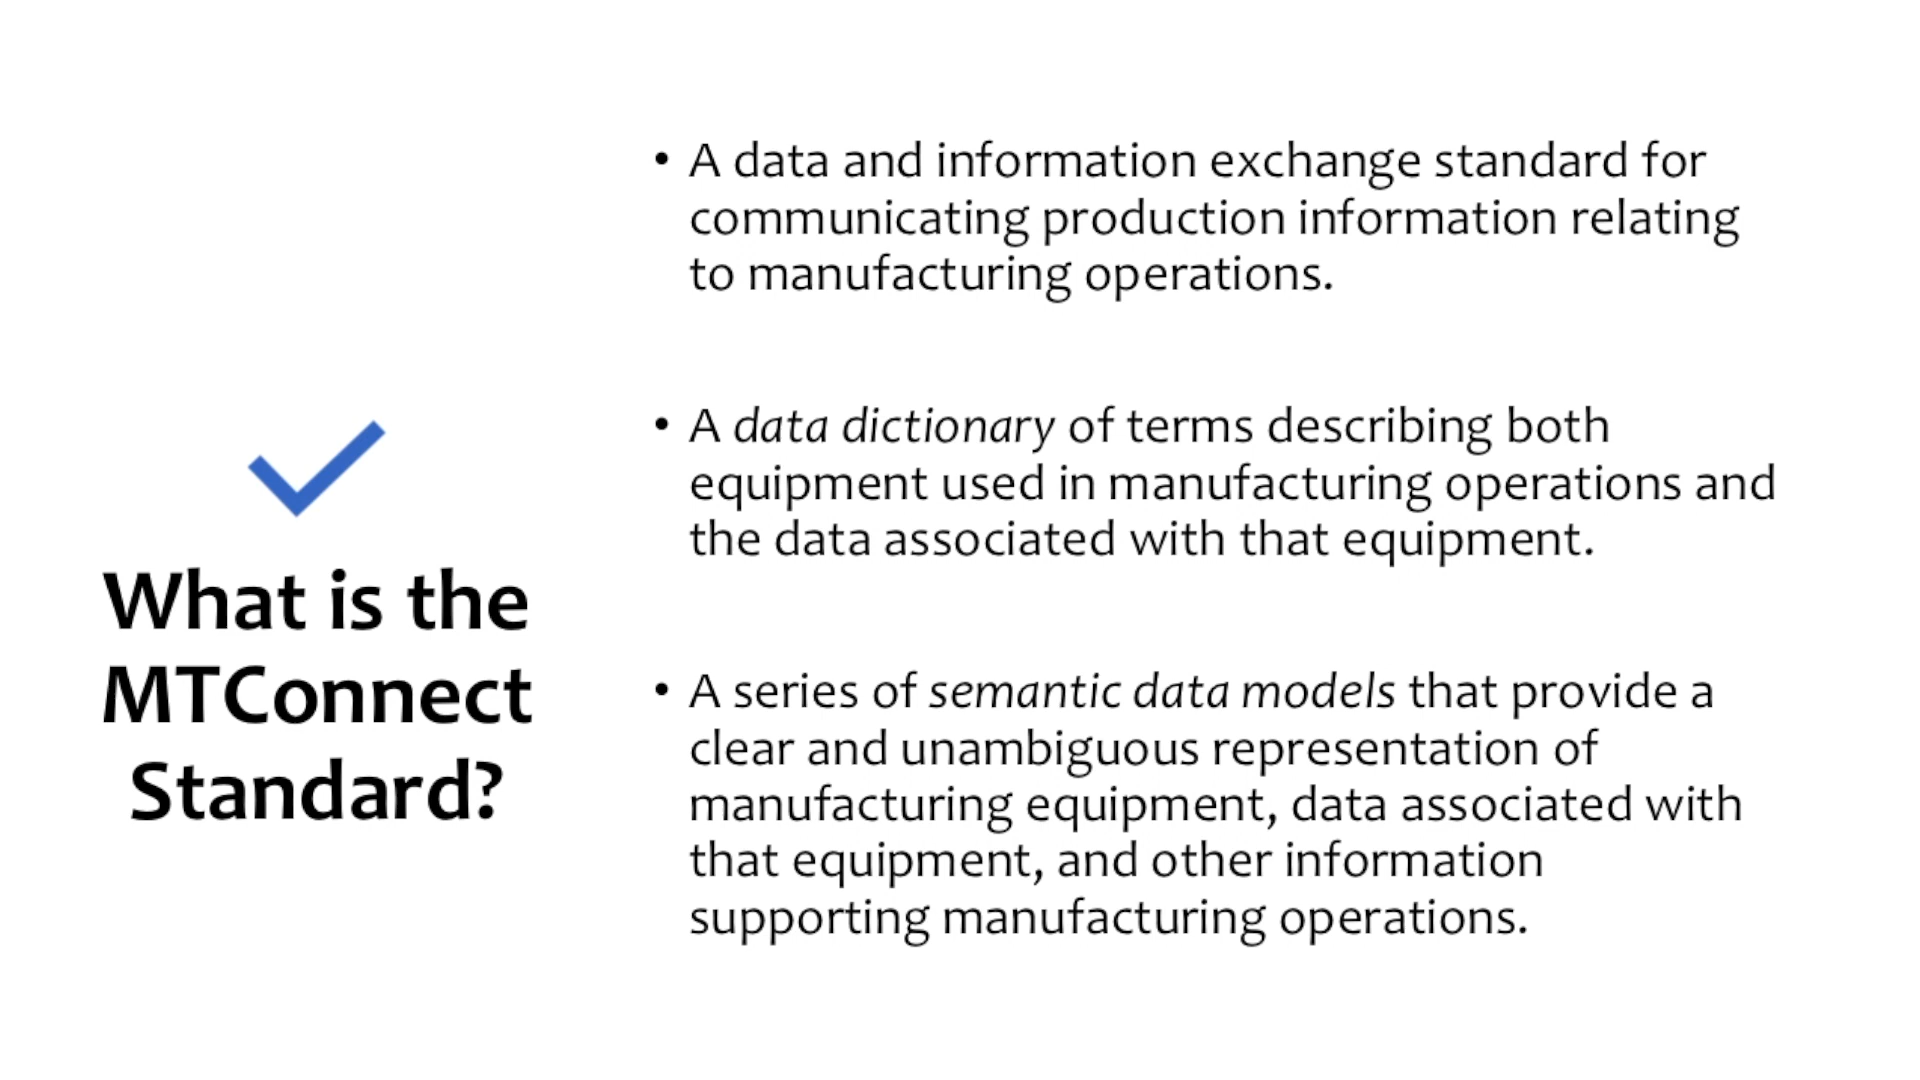 What is the
MTConnect
Standard?
• A data and information exchange standard for
communicating production information relating
to manufacturing operations.
• A data dictionary of terms describing both
equipment used in manufacturing operations and
the data associated with that equipment.
• A series of semantic data models that provide a
clear and unambiguous representation of
manufacturing equipment, data associated with
that equipment, and other information
supporting manufacturing operations.